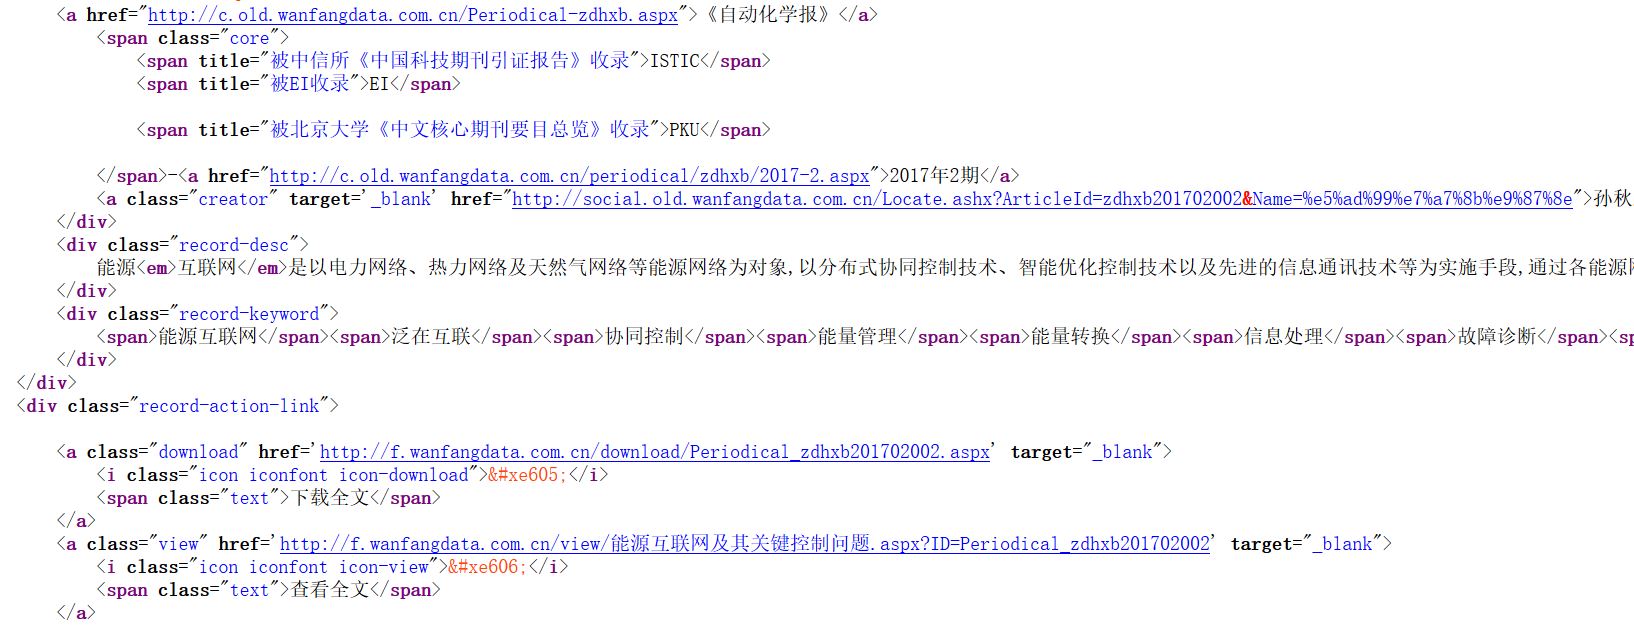 <a href="http://c.old.wanfangdata.com.cn/Periodical-zdhxb.aspx">《自动化学报》</a>
<span class="core">
<span title="被中信所《中国科技期刊引证报告》收录">ISTIC</span>
<span title="被EI收录">EI</span>
<span title="被北京大学《中文核心期刊要目总览》收录">PKU</span>
</span>-<a href="http://c.old.wanfangdata.com.cn/periodical/zdhxb/2017-2.aspx">2017年2期</a>
<a class="creator" target='_blank' href="http://social.old.wanfangdata.com.cn/Locate.ashx?ArticleId=zdhxb201702002&Name=%e5%ad%99%e7%a7%8b%e9%87%8e">孙秋
</div>
<div class="record-desc">
能源<em>互联网</em>是以电力网络、热力网络及天然气网络等能源网络为对象,以分布式协同控制技术、智能优化控制技术以及先进的信息通讯技术等为实施手段,通过各能源
</div>
<div class="record-keyword">
<span>能源互联网</span><span>泛在互联</span><span>协同控制</span><span>能量管理</span><span>能量转换</span><span>信息处理</span><span>故障诊断</span><sp
</div>
</div>
<div class="record-action-link">
<a class="download" href='http://f.wanfangdata.com.cn/download/Periodical_zdhxb201702002.aspx' target="_blank">
<i class="icon iconfont icon-download">&#xe605;</i>
<span class="text">下载全文</span>
</a>
<a class="view" href='http://f.wanfangdata.com.cn/view/能源互联网及其关键控制问题.aspx?ID=Periodical_zdhxb201702002' target="_blank">
<i class="icon iconfont icon-view">&#xe606;</i>
<span class="text">查看全文</span>
</a>